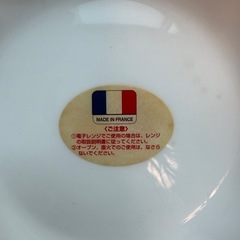 MADE IN FRANCE
〈ご注意〉
①電子レンジでご使用の場合は、レンジ
の取扱説明書に従ってください。
②オーブン、直火でのご使用は、なさら
ないでください。